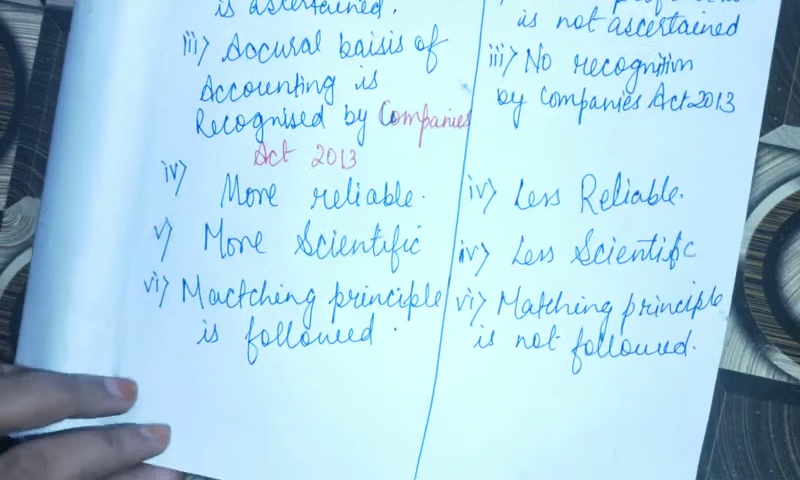 is ascertained.
iii) Accural baisis of
Accounting is
Recognised by Companies
Act 2013
iv) More reliable.
v) More Scientific
vi) Mactching principle
is followed.
is not ascertained
iii) No recognition
by Companies Act 2013
iv) Less Reliable.
iv) Less Scientific
vi) Matching principle
is not followed.